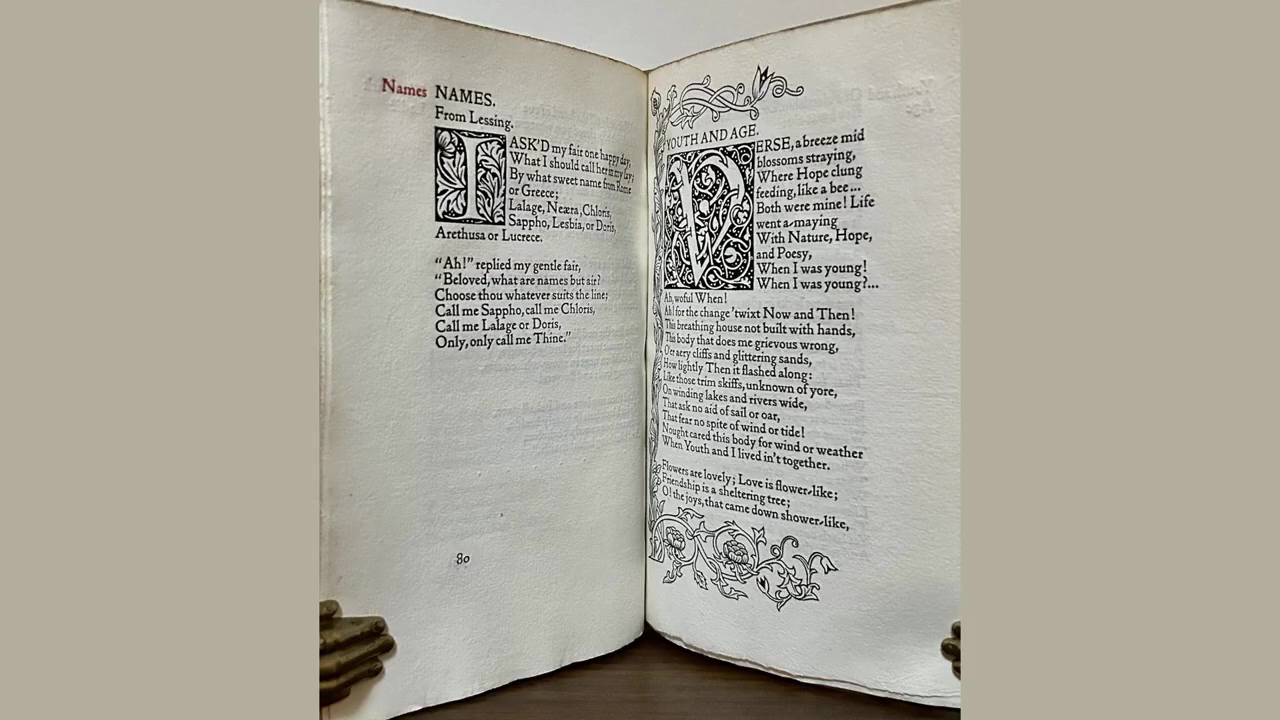 Names
NAMES.
From Lessing.
I ASK'D my fair one happy day,
What I should call her in my lay;
By what sweet name from Rome
or Greece;
Lalage, Neæra, Chloris,
Sappho, Lesbia, or Doris,
Arethusa or Lucrece.
“Ah!” replied my gentle fair,
“Beloved, what are names but air?
Choose thou whatever suits the line;
Call me Sappho, call me Chloris,
Call me Lalage or Doris,
Only, only call me Thine.”
80
YOUTH AND AGE.
VERSE, a breeze mid
blossoms straying,
Where Hope clung
feeding, like a bee...
Both were mine! Life
went a-maying
With Nature, Hope,
and Poesy,
When I was young!
When I was young?...
Ah, woful When!
Ah! for the change 'twixt Now and Then!
This breathing house not built with hands,
This body that does me grievous wrong,
O'er aery cliffs and glittering sands,
How lightly Then it flashed along:
Like those trim skiffs, unknown of yore,
On winding lakes and rivers wide,
That ask no aid of sail or oar,
That fear no spite of wind or tide!
Nought cared this body for wind or weather
When Youth and I lived in't together.
Flowers are lovely; Love is flower-like;
Friendship is a sheltering tree;
O! the joys, that came down shower-like,